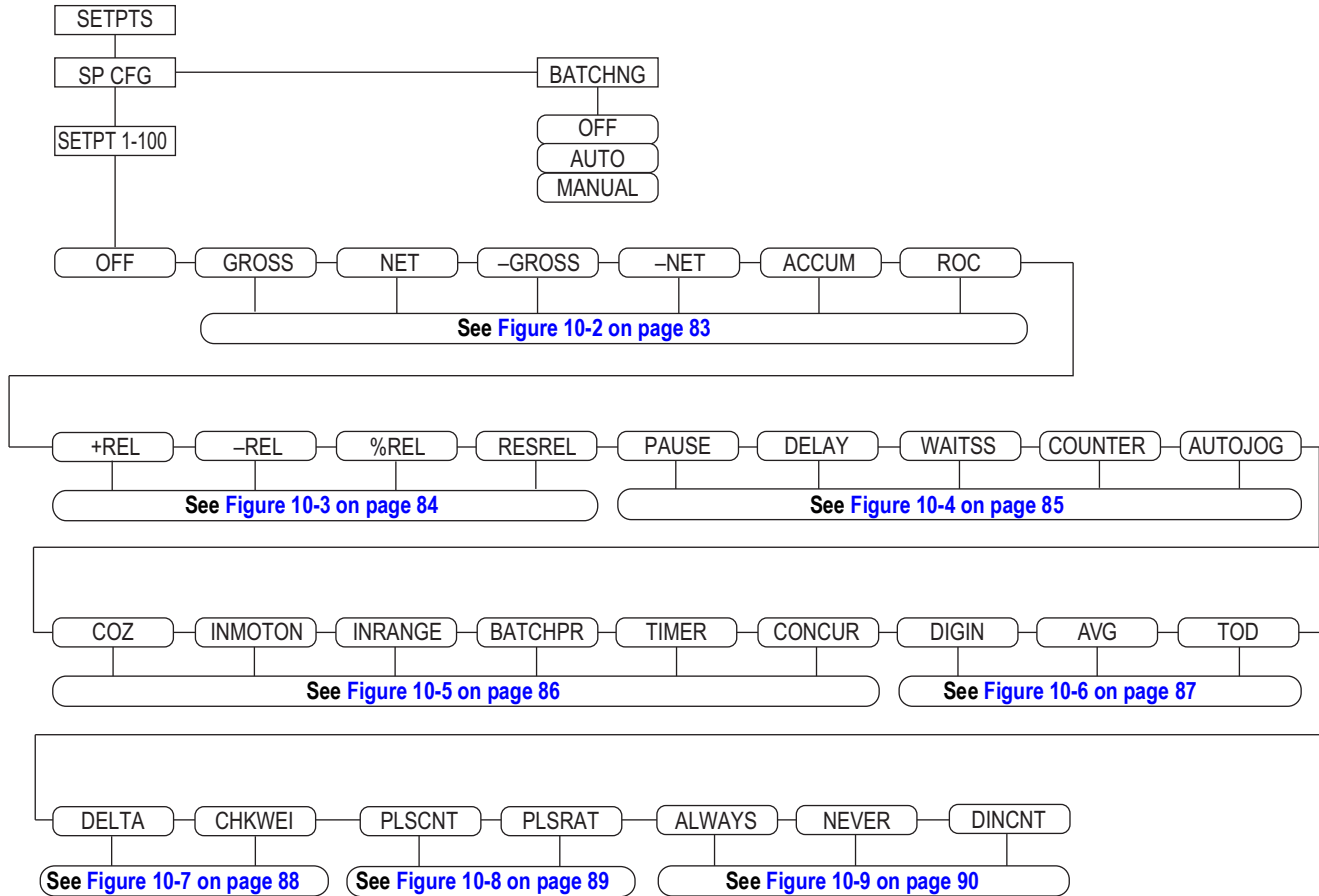 SETPTS
SP CFG
BATCHNG
SETPT 1-100
OFF
AUTO
MANUAL
OFF
GROSS
NET
–GROSS
–NET
ACCUM
ROC
See Figure 10-2 on page 83
+REL
–REL
%REL
RESREL
PAUSE
DELAY
WAITSS
COUNTER
AUTOJOG
See Figure 10-3 on page 84
See Figure 10-4 on page 85
COZ
INMOTON
INRANGE
BATCHPR
TIMER
CONCUR
DIGIN
AVG
TOD
See Figure 10-5 on page 86
See Figure 10-6 on page 87
DELTA
CHKWEI
PLSCNT
PLSRAT
ALWAYS
NEVER
DINCNT
See Figure 10-7 on page 88
See Figure 10-8 on page 89
See Figure 10-9 on page 90